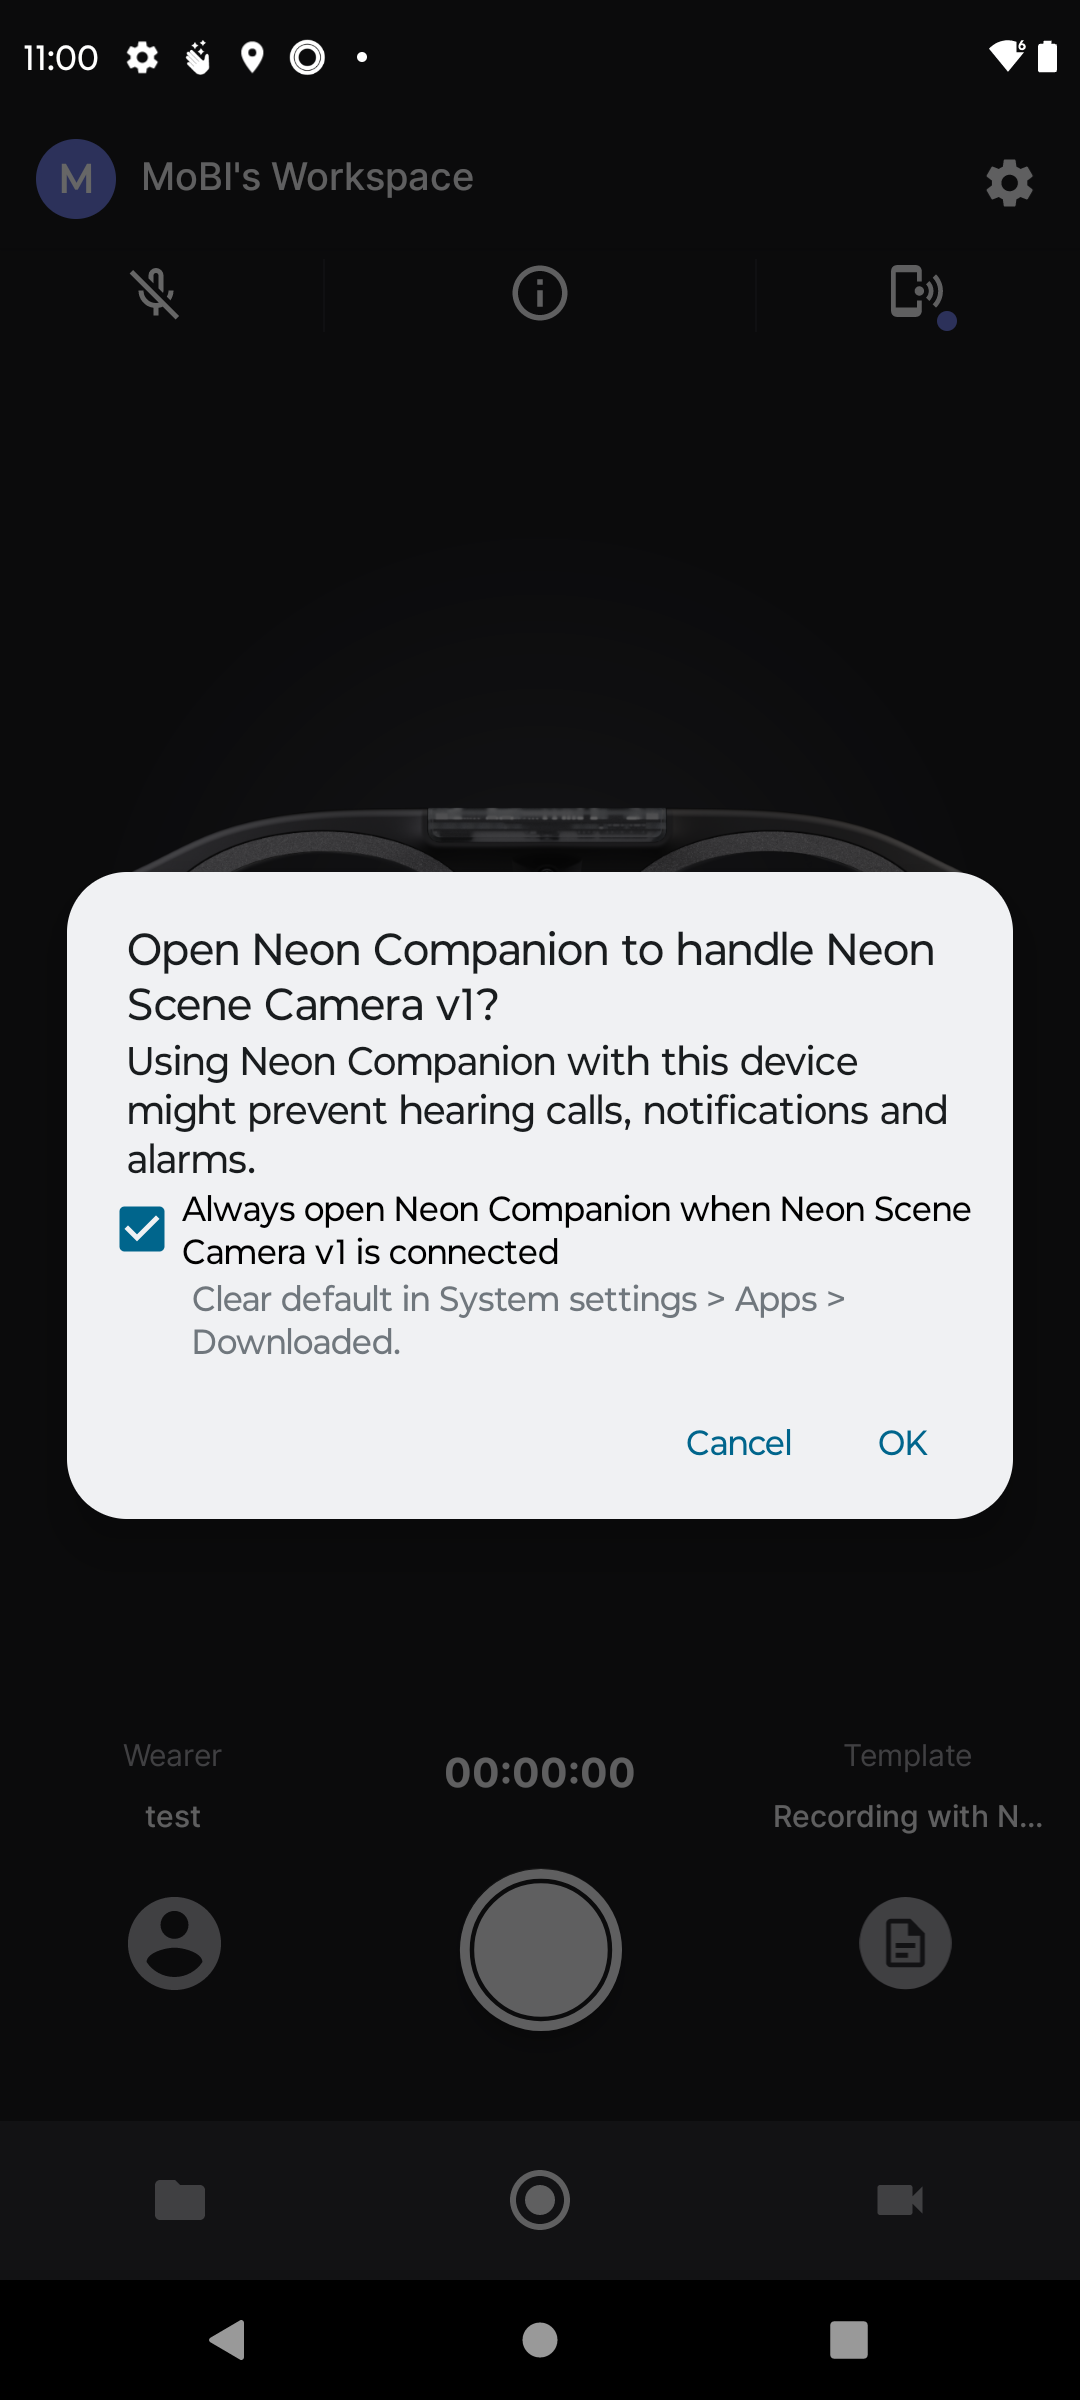 11:00
6
M
MoBI's Workspace
Open Neon Companion to handle Neon
Scene Camera v1?
Using Neon Companion with this device
might prevent hearing calls, notifications and
alarms.
Always open Neon Companion when Neon Scene
Camera v1 is connected
Clear default in System settings > Apps >
Downloaded.
Cancel
OK
Wearer
00:00:00
Template
test
Recording with N...